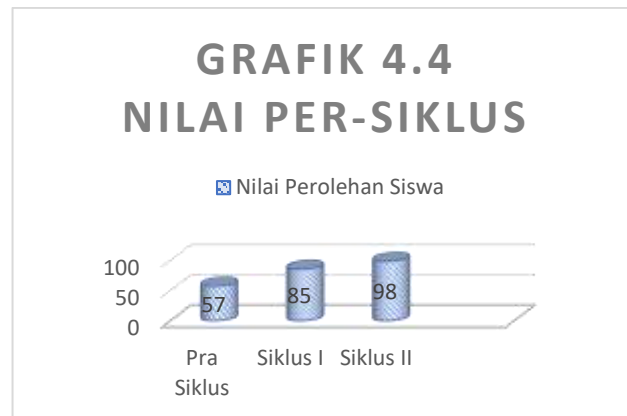 GRAFIK 4.4
NILAI PER-SIKLUS
Nilai Perolehan Siswa
100
50
0
57
85
98
Pra Siklus
Siklus I
Siklus II